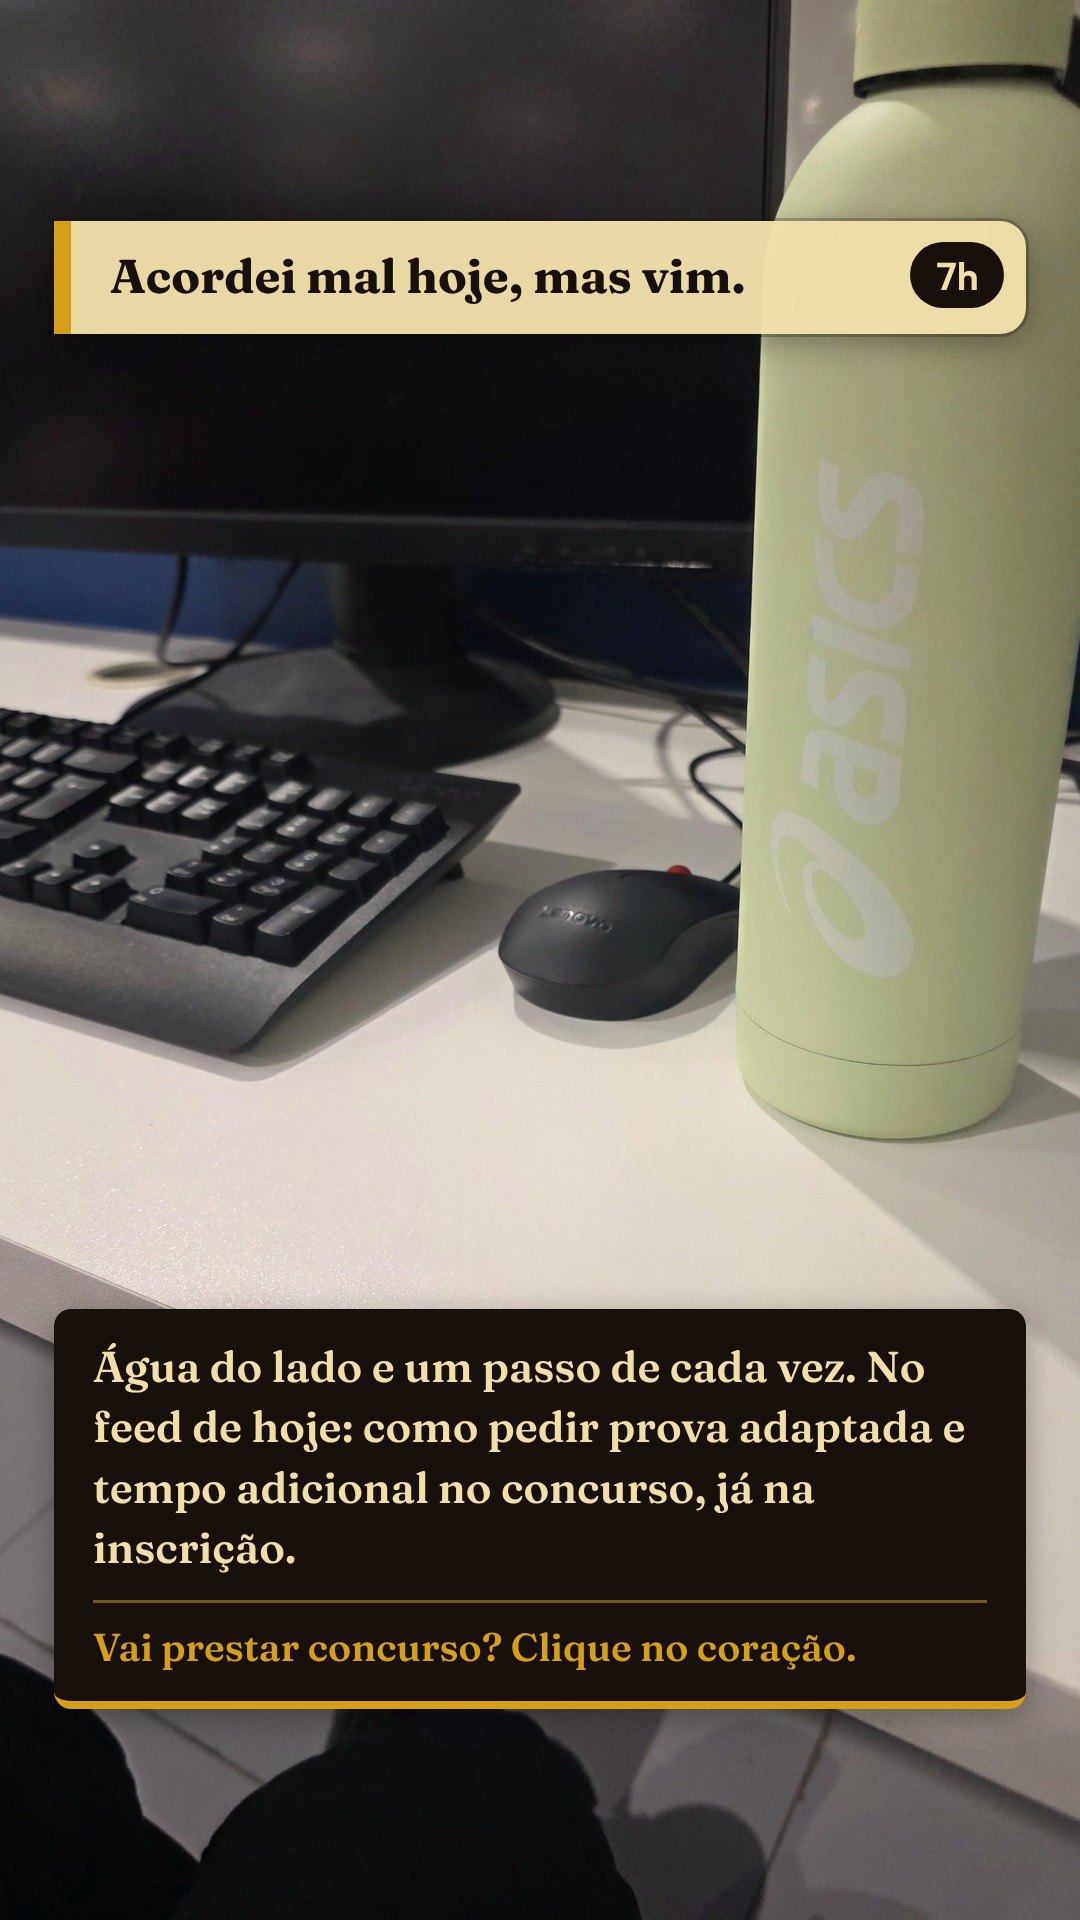 Acordei mal hoje, mas vim.
7h
asics
Lenovo
Água do lado e um passo de cada vez. No
feed de hoje: como pedir prova adaptada e
tempo adicional no concurso, já na
inscrição.
Vai prestar concurso? Clique no coração.